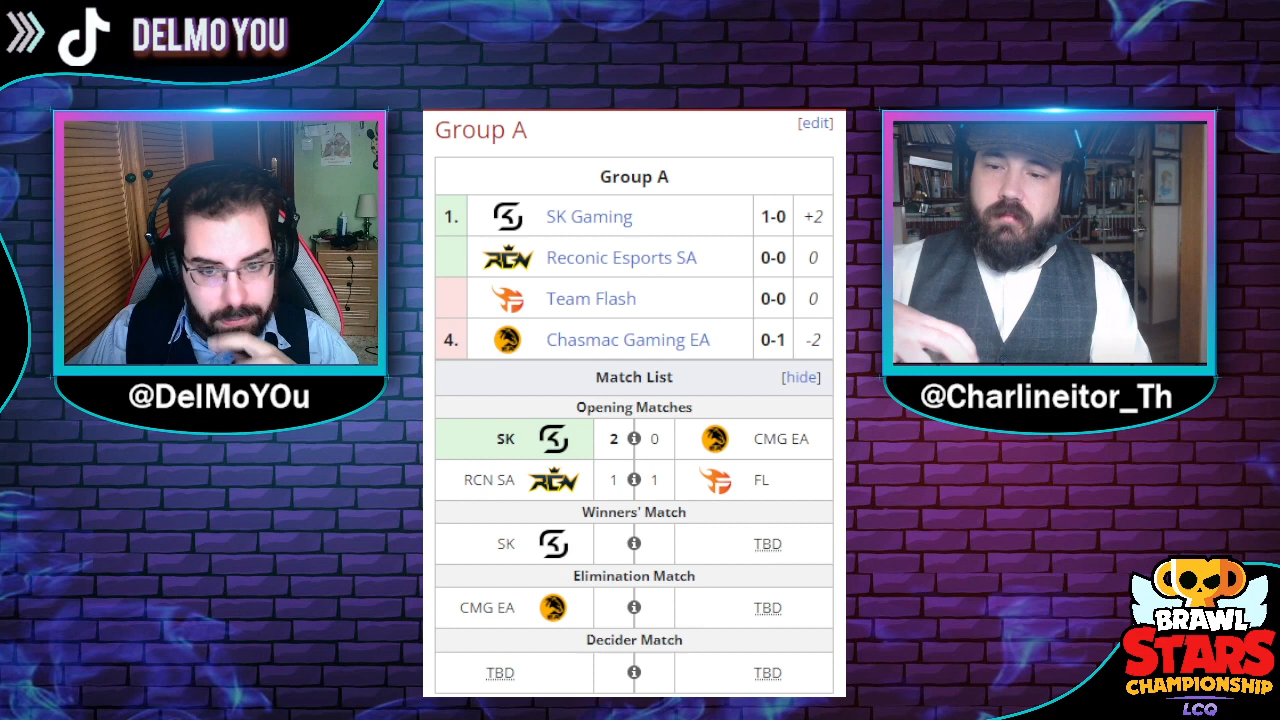 DELMO YOU
Group A
[edit]
Group A
1. SK Gaming 1-0 +2
RCN Reconic Esports SA 0-0 0
Team Flash 0-0 0
4. Chasmac Gaming EA 0-1 -2
Match List [hide]
Opening Matches
SK 2 0 CMG EA
RCN SA RCN 1 1 FL
Winners' Match
SK TBD
Elimination Match
CMG EA TBD
Decider Match
TBD TBD
@DelMoYOu
@Charlineitor_Th
BRAWL
STARS
CHAMPIONSHIP
LCQ